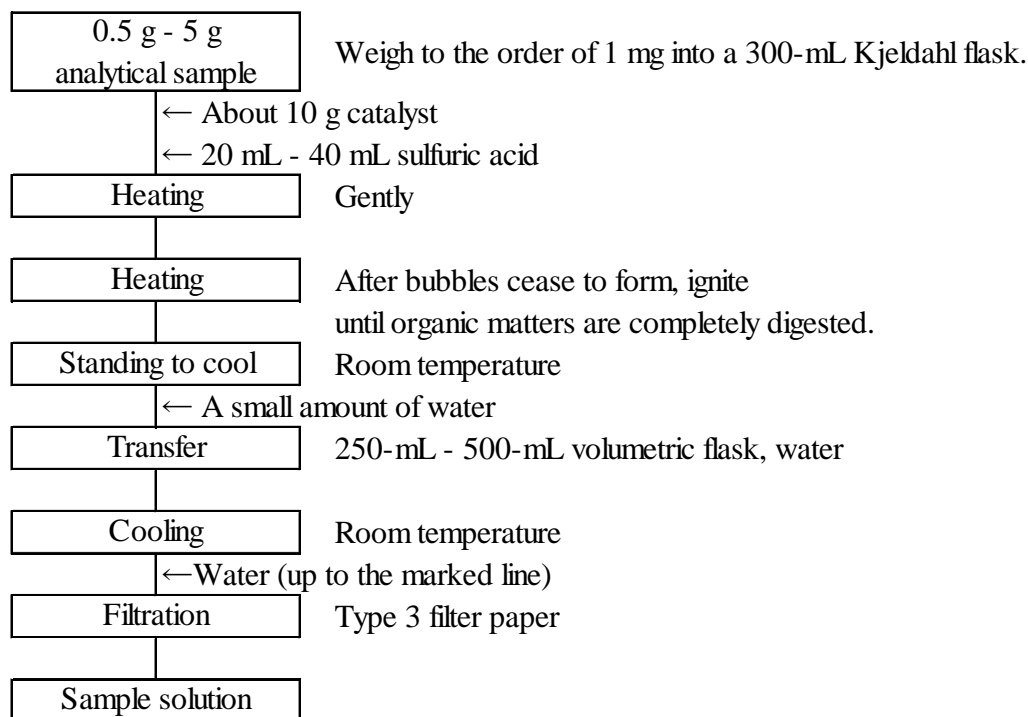 0.5 g - 5 g
analytical sample
Weigh to the order of 1 mg into a 300-mL Kjeldahl flask.
← About 10 g catalyst
← 20 mL - 40 mL sulfuric acid
Heating
Gently
Heating
After bubbles cease to form, ignite
until organic matters are completely digested.
Standing to cool
Room temperature
← A small amount of water
Transfer
250-mL - 500-mL volumetric flask, water
Cooling
Room temperature
←Water (up to the marked line)
Filtration
Type 3 filter paper
Sample solution